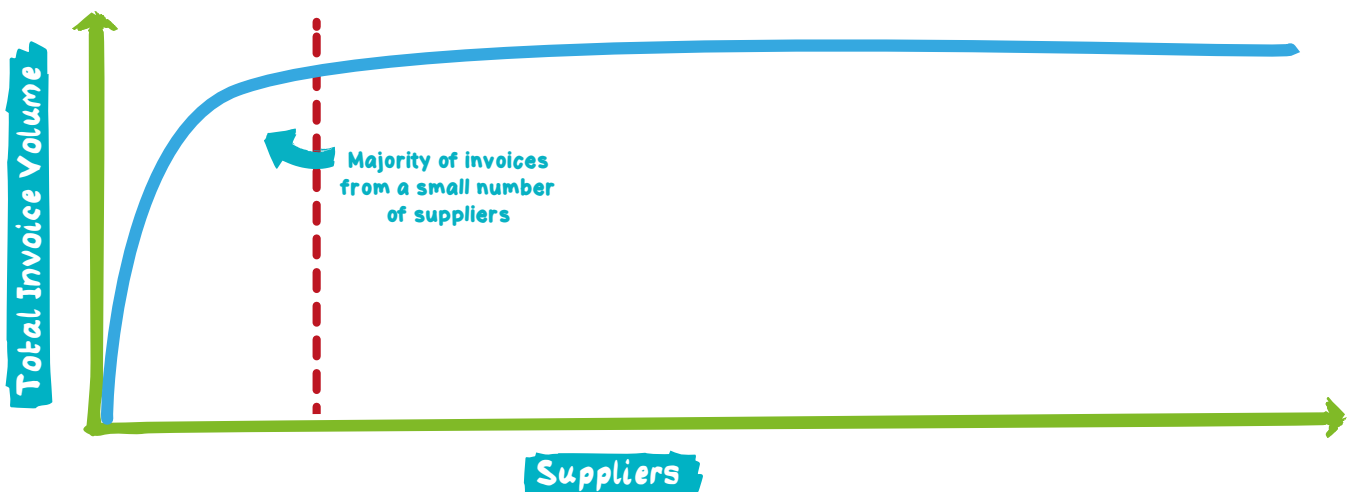 Total Invoice Volume
Majority of invoices
from a small number
of suppliers
Suppliers